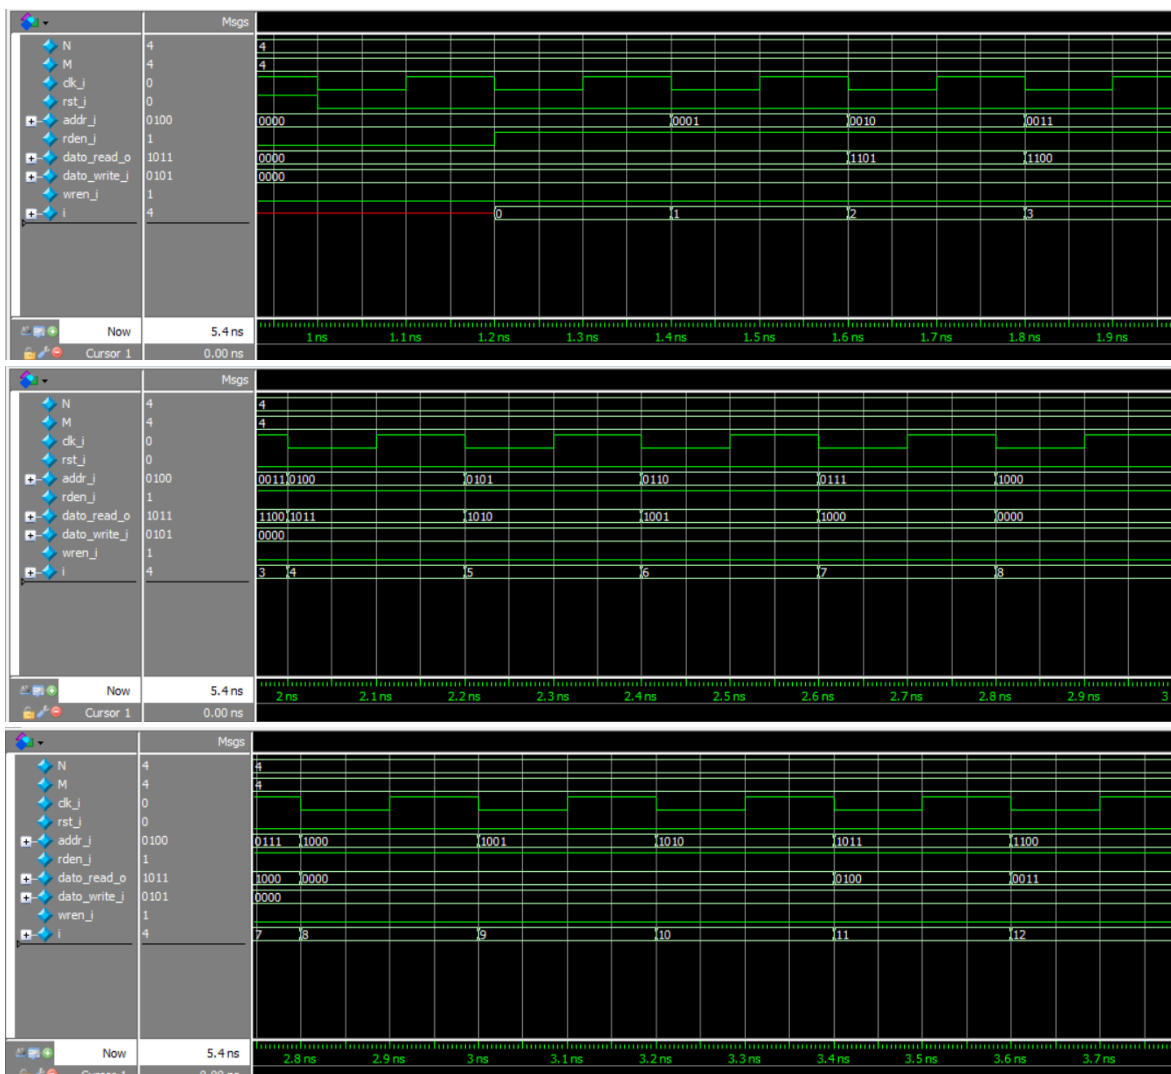 Msgs
N 4 4
M 4 4
clk_i 0
rst_i 0
addr_i 0100 0000 0001 0010 0011
rden_i 1
dato_read_o 1011 0000 1101 1100
dato_write_i 0101 0000
wren_i 1
i 4 0 1 2 3
Now 5.4 ns 1 ns 1.1 ns 1.2 ns 1.3 ns 1.4 ns 1.5 ns 1.6 ns 1.7 ns 1.8 ns 1.9 ns
Cursor 1 0.00 ns
Msgs
N 4 4
M 4 4
clk_i 0
rst_i 0
addr_i 0100 0011 0100 0101 0110 0111 1000
rden_i 1
dato_read_o 1011 1100 1011 1010 1001 1000 0000
dato_write_i 0101 0000
wren_i 1
i 4 3 4 5 6 7 8
Now 5.4 ns 2 ns 2.1 ns 2.2 ns 2.3 ns 2.4 ns 2.5 ns 2.6 ns 2.7 ns 2.8 ns 2.9 ns 3
Cursor 1 0.00 ns
Msgs
N 4 4
M 4 4
clk_i 0
rst_i 0
addr_i 0100 0111 1000 1001 1010 1011 1100
rden_i 1
dato_read_o 1011 1000 0000 0100 0011
dato_write_i 0101 0000
wren_i 1
i 4 7 8 9 10 11 12
Now 5.4 ns 2.8 ns 2.9 ns 3 ns 3.1 ns 3.2 ns 3.3 ns 3.4 ns 3.5 ns 3.6 ns 3.7 ns